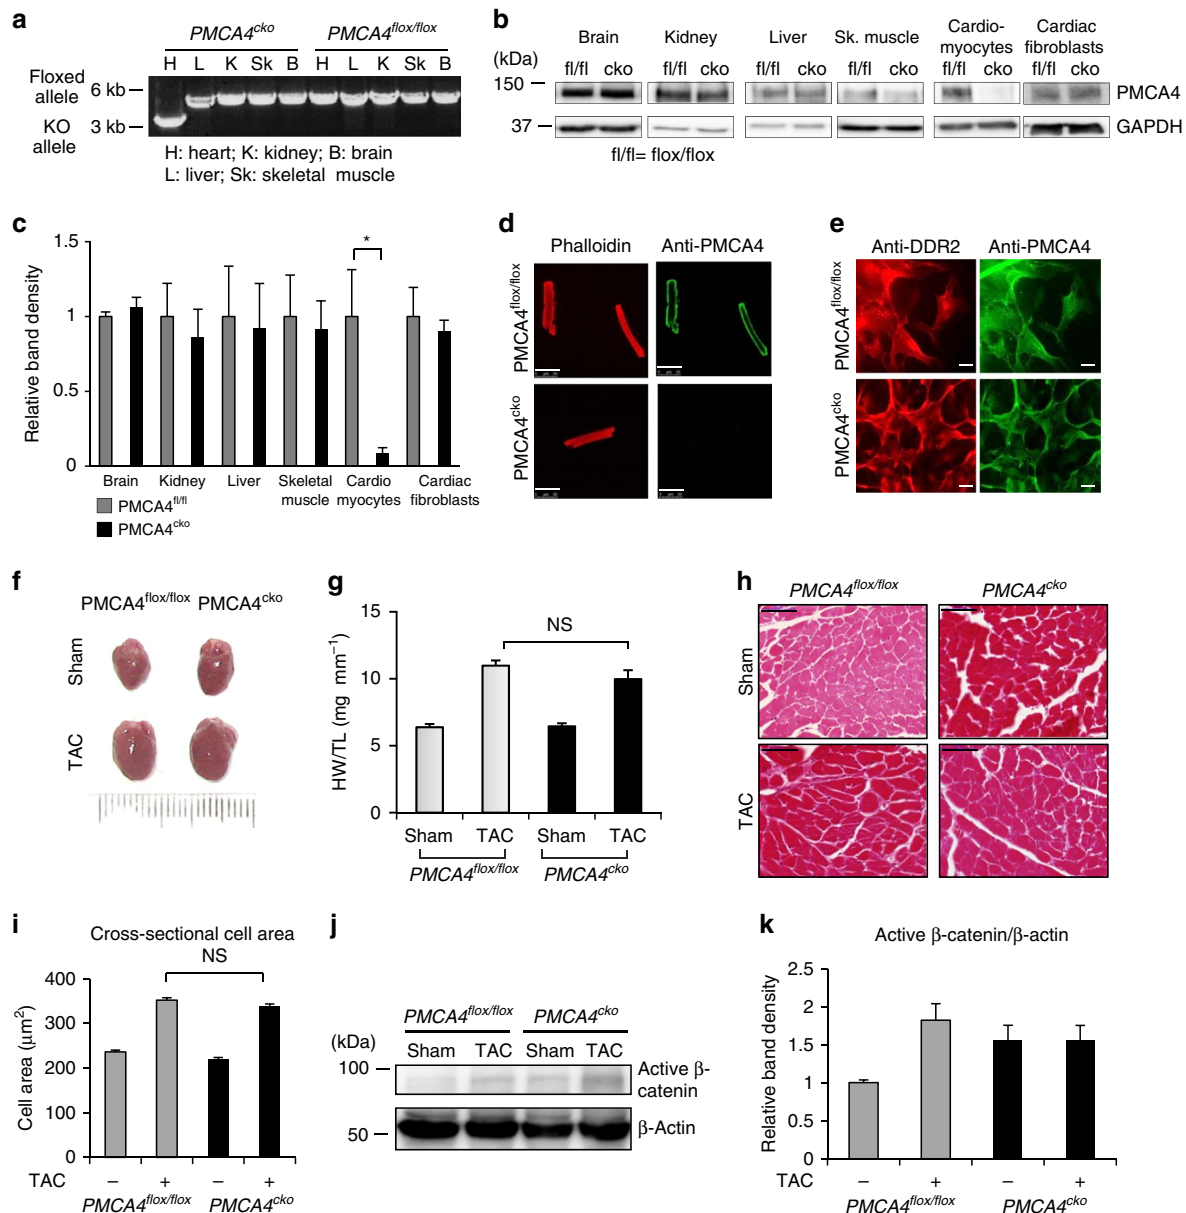 a
PMCA4cko PMCA4flox/flox
H L K Sk B H L K Sk B
Floxed allele
6 kb
3 kb
KO allele
H: heart; K: kidney; B: brain
L: liver; Sk: skeletal muscle
b
Brain Kidney Liver Sk. muscle Cardio-myocytes Cardiac fibroblasts
(kDa)
fl/fl cko fl/fl cko fl/fl cko fl/fl cko fl/fl cko fl/fl cko
150 PMCA4
37 GAPDH
fl/fl= flox/flox
c
Relative band density
1.5
1
0.5
0
*
Brain Kidney Liver Skeletal muscle Cardio myocytes Cardiac fibroblasts
PMCA4fl/fl
PMCA4cko
d
Phalloidin Anti-PMCA4
PMCA4flox/flox
PMCA4cko
e
Anti-DDR2 Anti-PMCA4
PMCA4flox/flox
PMCA4cko
f
PMCA4flox/flox PMCA4cko
Sham
TAC
g
HW/TL (mg mm−1)
15
10
5
0
NS
Sham TAC Sham TAC
PMCA4flox/flox PMCA4cko
h
PMCA4flox/flox PMCA4cko
Sham
TAC
i
Cross-sectional cell area
NS
Cell area (μm2)
400
300
200
100
0
TAC − + − +
PMCA4flox/flox PMCA4cko
j
PMCA4flox/flox PMCA4cko
(kDa)
Sham TAC Sham TAC
100 Active β-catenin
50 β-Actin
k
Active β-catenin/β-actin
Relative band density
2.5
2
1.5
1
0.5
0
TAC − + − +
PMCA4flox/flox PMCA4cko